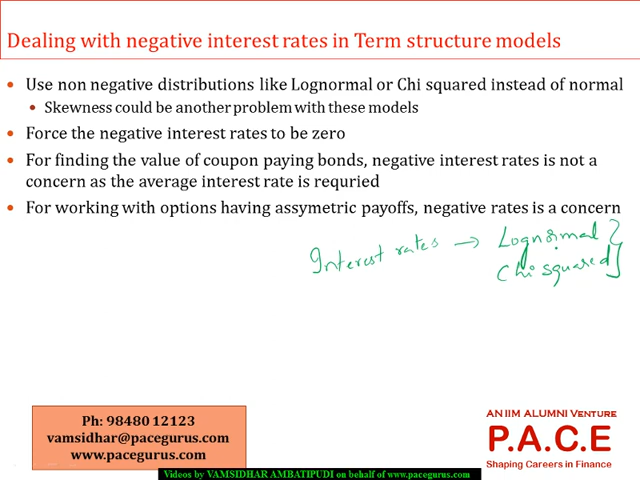 Dealing with negative interest rates in Term structure models
• Use non negative distributions like Lognormal or Chi squared instead of normal
• Skewness could be another problem with these models
• Force the negative interest rates to be zero
• For finding the value of coupon paying bonds, negative interest rates is not a
concern as the average interest rate is requried
• For working with options having assymetric payoffs, negative rates is a concern
Interest rates → Lognormal
Chi squared
Ph: 98480 12123
vamsidhar@pacegurus.com
www.pacegurus.com
AN IIM ALUMNI VENTURE
P.A.C.E
Shaping Careers in Finance
Videos by VAMSIDHAR AMBATIPUDI on behalf of www.pacegurus.com